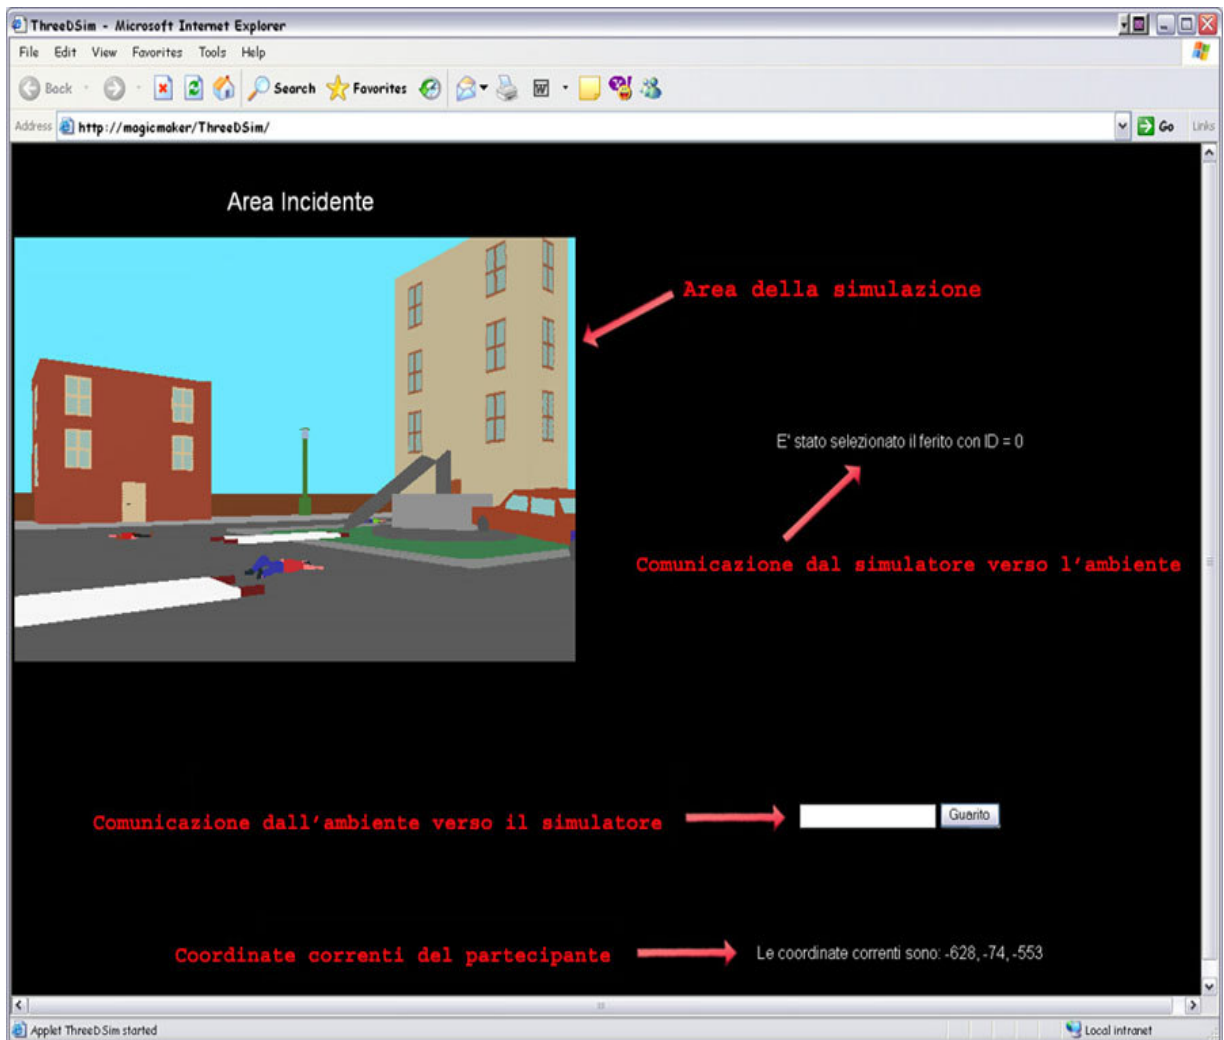 ThreeDSim - Microsoft Internet Explorer
File Edit View Favorites Tools Help
Back Search Favorites
Address http://magicmaker/ThreeDSim/ Go Links
Area Incidente
Area della simulazione
E' stato selezionato il ferito con ID = 0
Comunicazione dal simulatore verso l'ambiente
Comunicazione dall'ambiente verso il simulatore
Guarito
Coordinate correnti del partecipante
Le coordinate correnti sono: -628, -74, -553
Applet ThreeDSim started
Local intranet